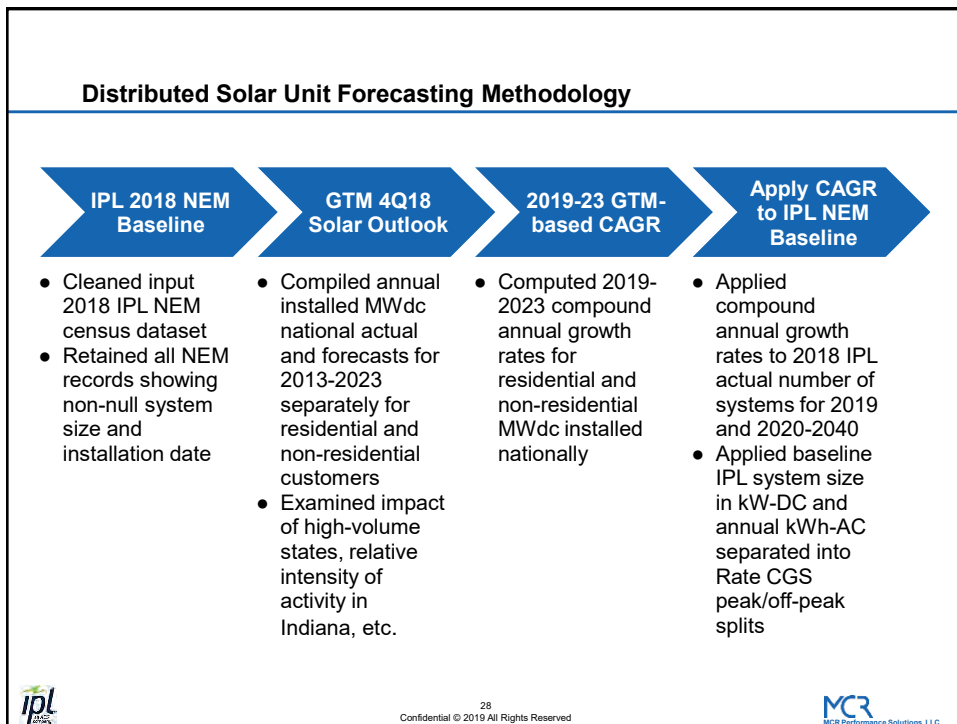 Distributed Solar Unit Forecasting Methodology
IPL 2018 NEM
Baseline
● Cleaned input
2018 IPL NEM
census dataset
● Retained all NEM
records showing
non-null system
size and
installation date
GTM 4Q18
Solar Outlook
● Compiled annual
installed MWdc
national actual
and forecasts for
2013-2023
separately for
residential and
non-residential
customers
● Examined impact
of high-volume
states, relative
intensity of
activity in
Indiana, etc.
2019-23 GTM-
based CAGR
● Computed 2019-
2023 compound
annual growth
rates for
residential and
non-residential
MWdc installed
nationally
Apply CAGR
to IPL NEM
Baseline
● Applied
compound
annual growth
rates to 2018 IPL
actual number of
systems for 2019
and 2020-2040
● Applied baseline
IPL system size
in kW-DC and
annual kWh-AC
separated into
Rate CGS
peak/off-peak
splits
ipl
company
28
Confidential © 2019 All Rights Reserved
MCR
MCR Performance Solutions, LLC